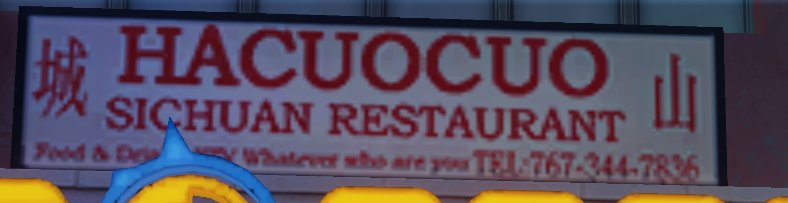 城 HACUOCUO 山
SICHUAN RESTAURANT
Food & Whatever who are you TEL:767-344-7836